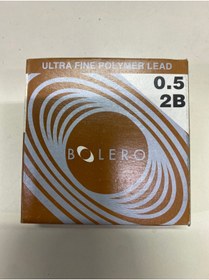 ULTRA FINE POLYMER LEAD
0.5
2B
BOLERO